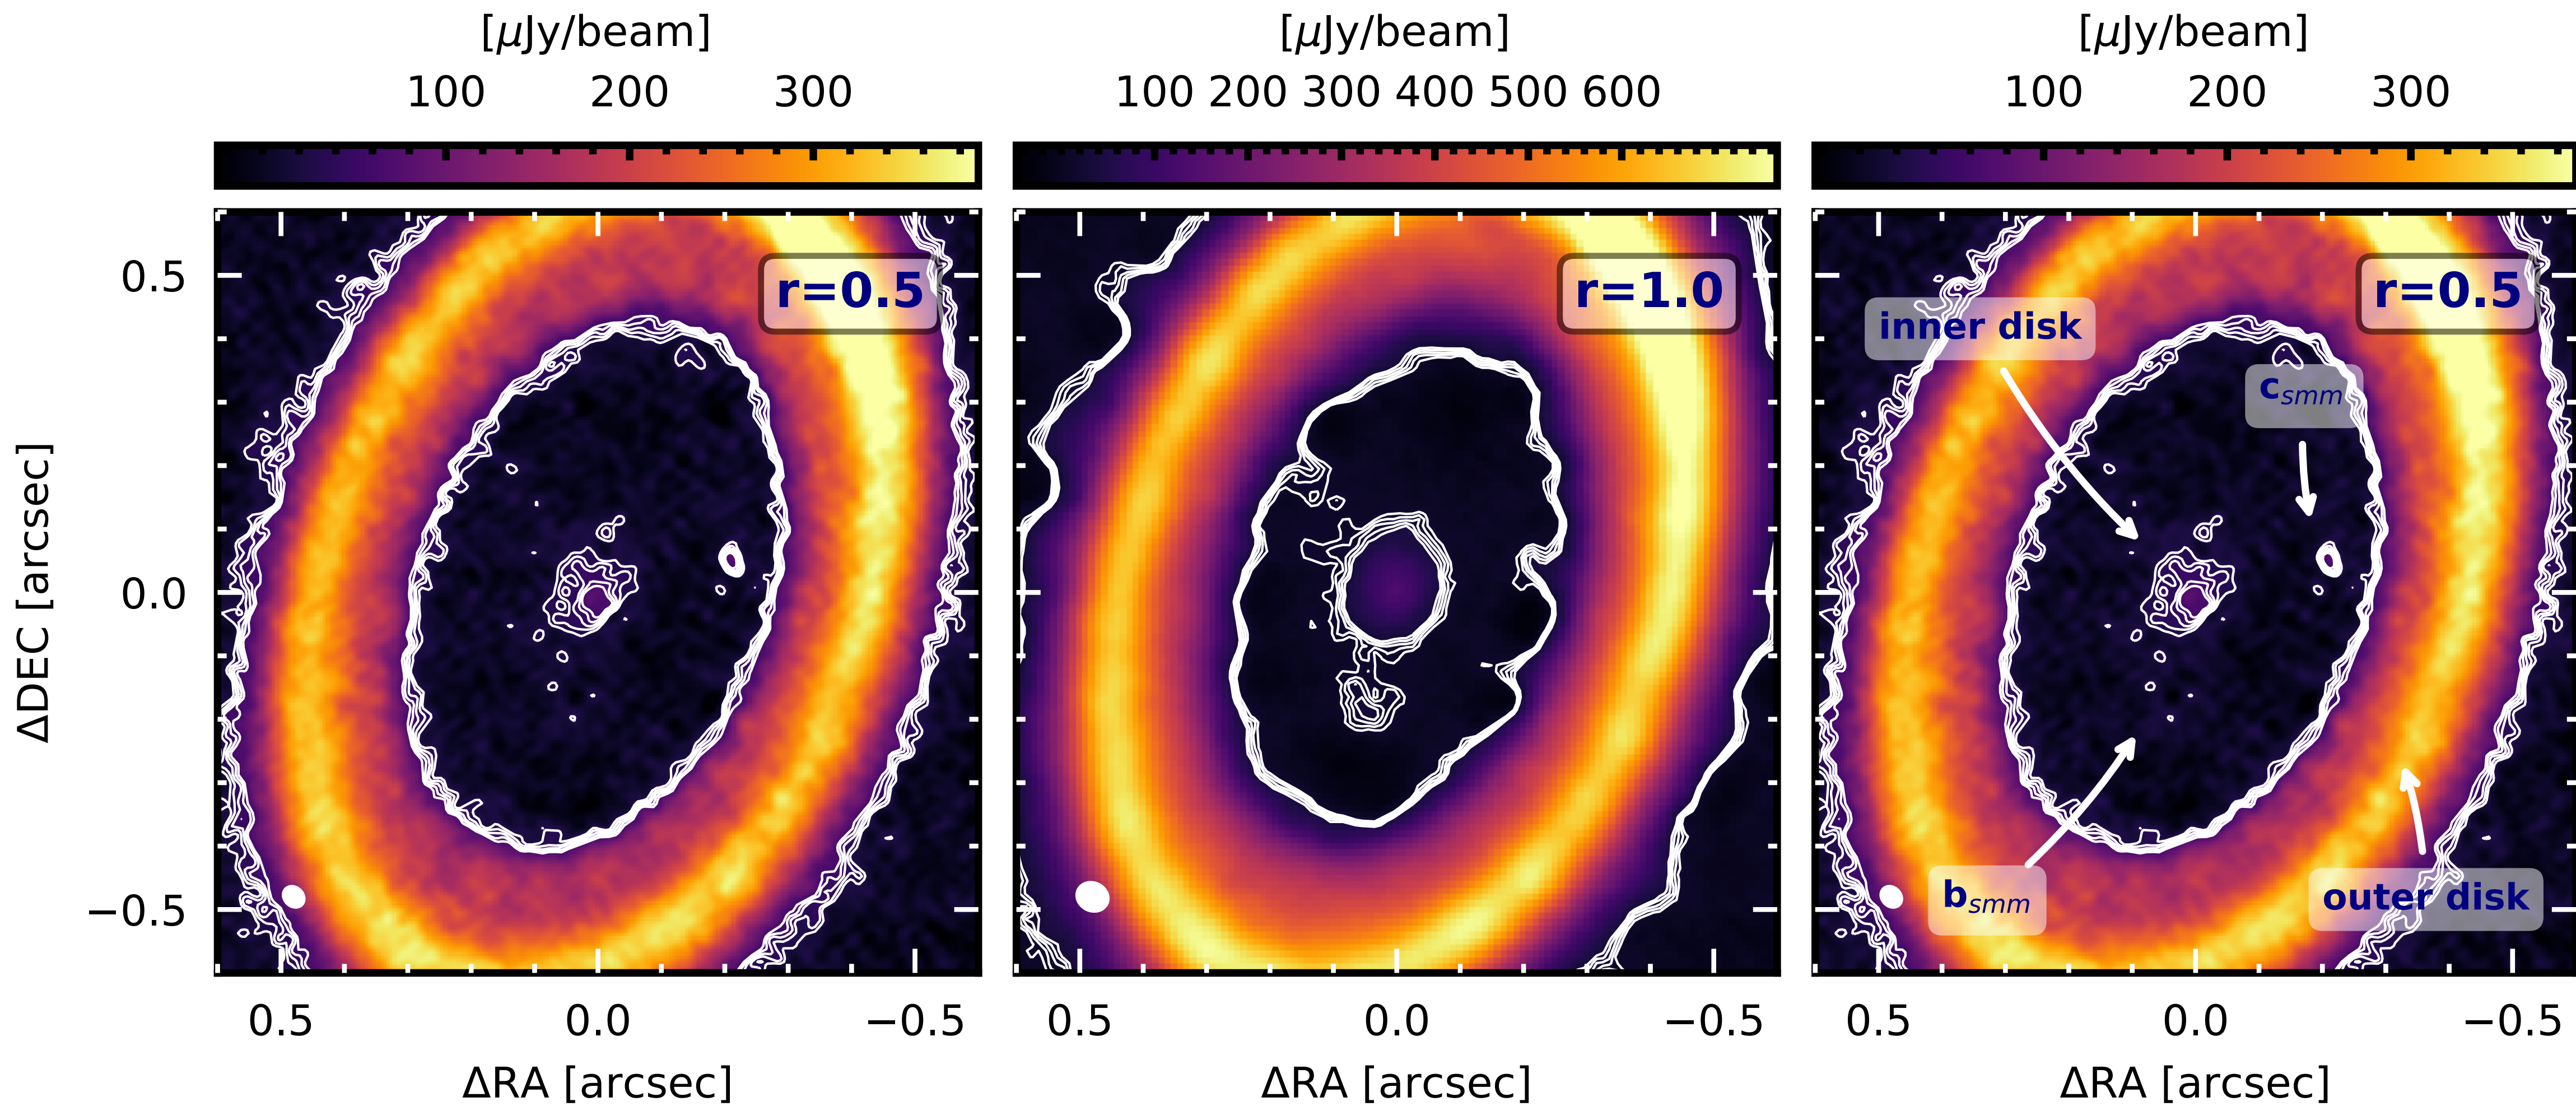 [μJy/beam] [μJy/beam] [μJy/beam]
100 200 300 100 200 300 400 500 600 100 200 300
r=0.5 r=1.0 r=0.5
inner disk
c_smm
b_smm
outer disk
ΔDEC [arcsec]
0.5
0.0
−0.5
0.5 0.0 −0.5 0.5 0.0 −0.5 0.5 0.0 −0.5
ΔRA [arcsec] ΔRA [arcsec] ΔRA [arcsec]